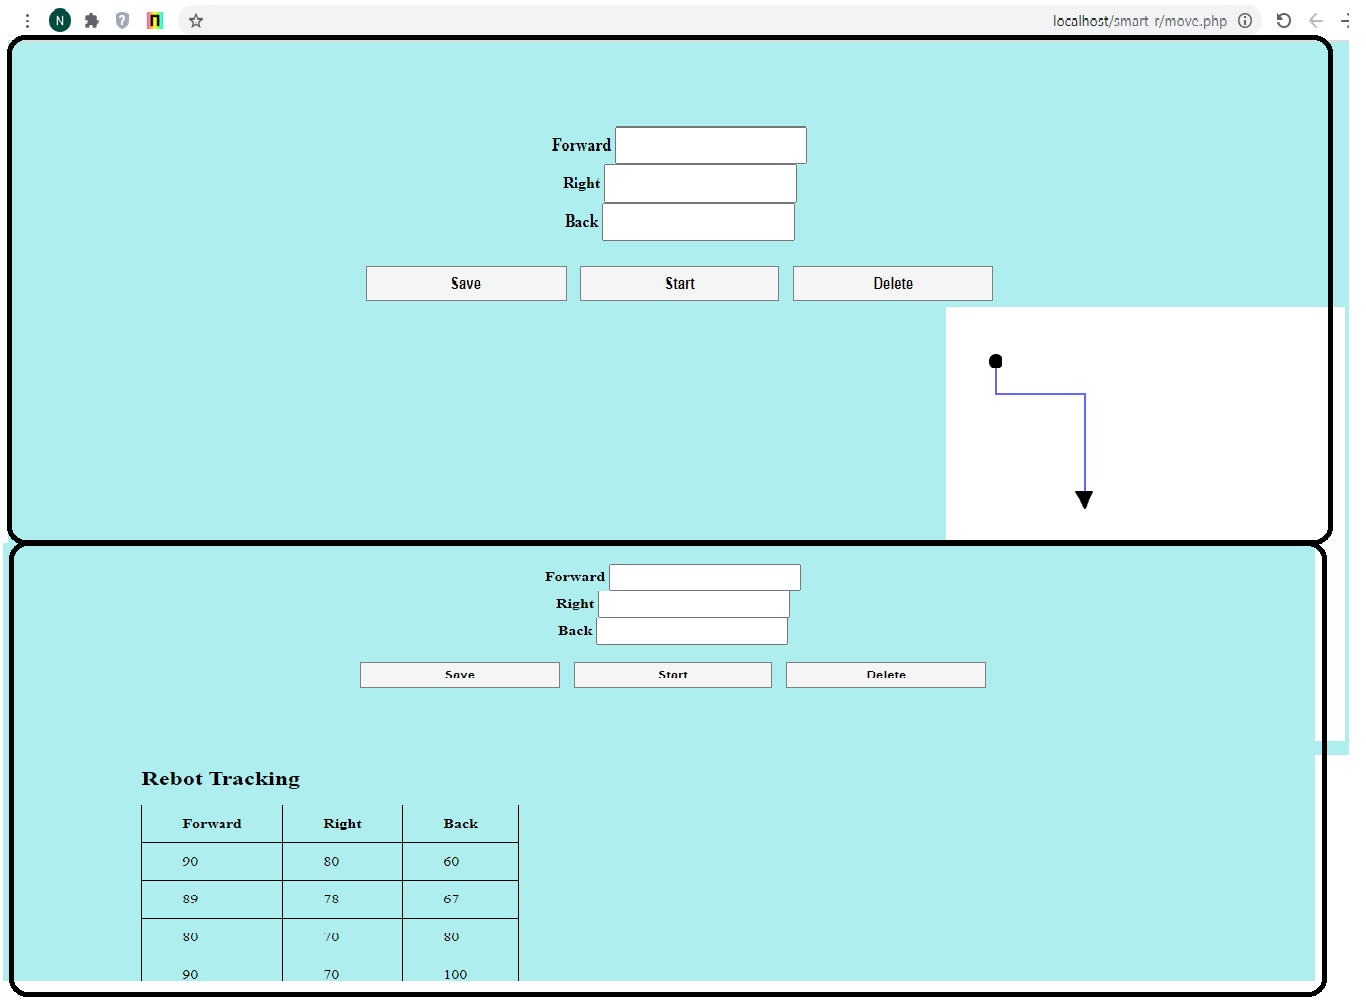 N
localhost/smart-r/move.php
Forward
Right
Back
Save Start Delete
Forward
Right
Back
Save Start Delete
Rebot Tracking
Forward Right Back
90 80 60
89 78 67
80 70 80
90 70 100